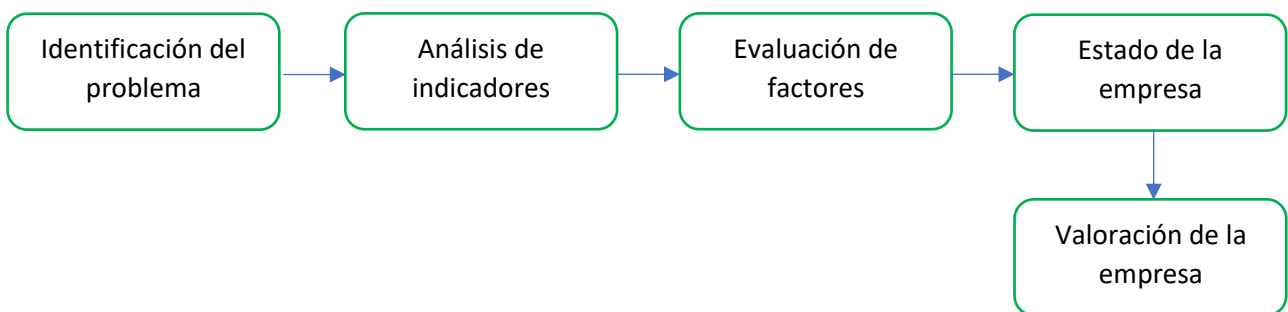 Identificación del
problema
Análisis de
indicadores
Evaluación de
factores
Estado de la
empresa
Valoración de la
empresa